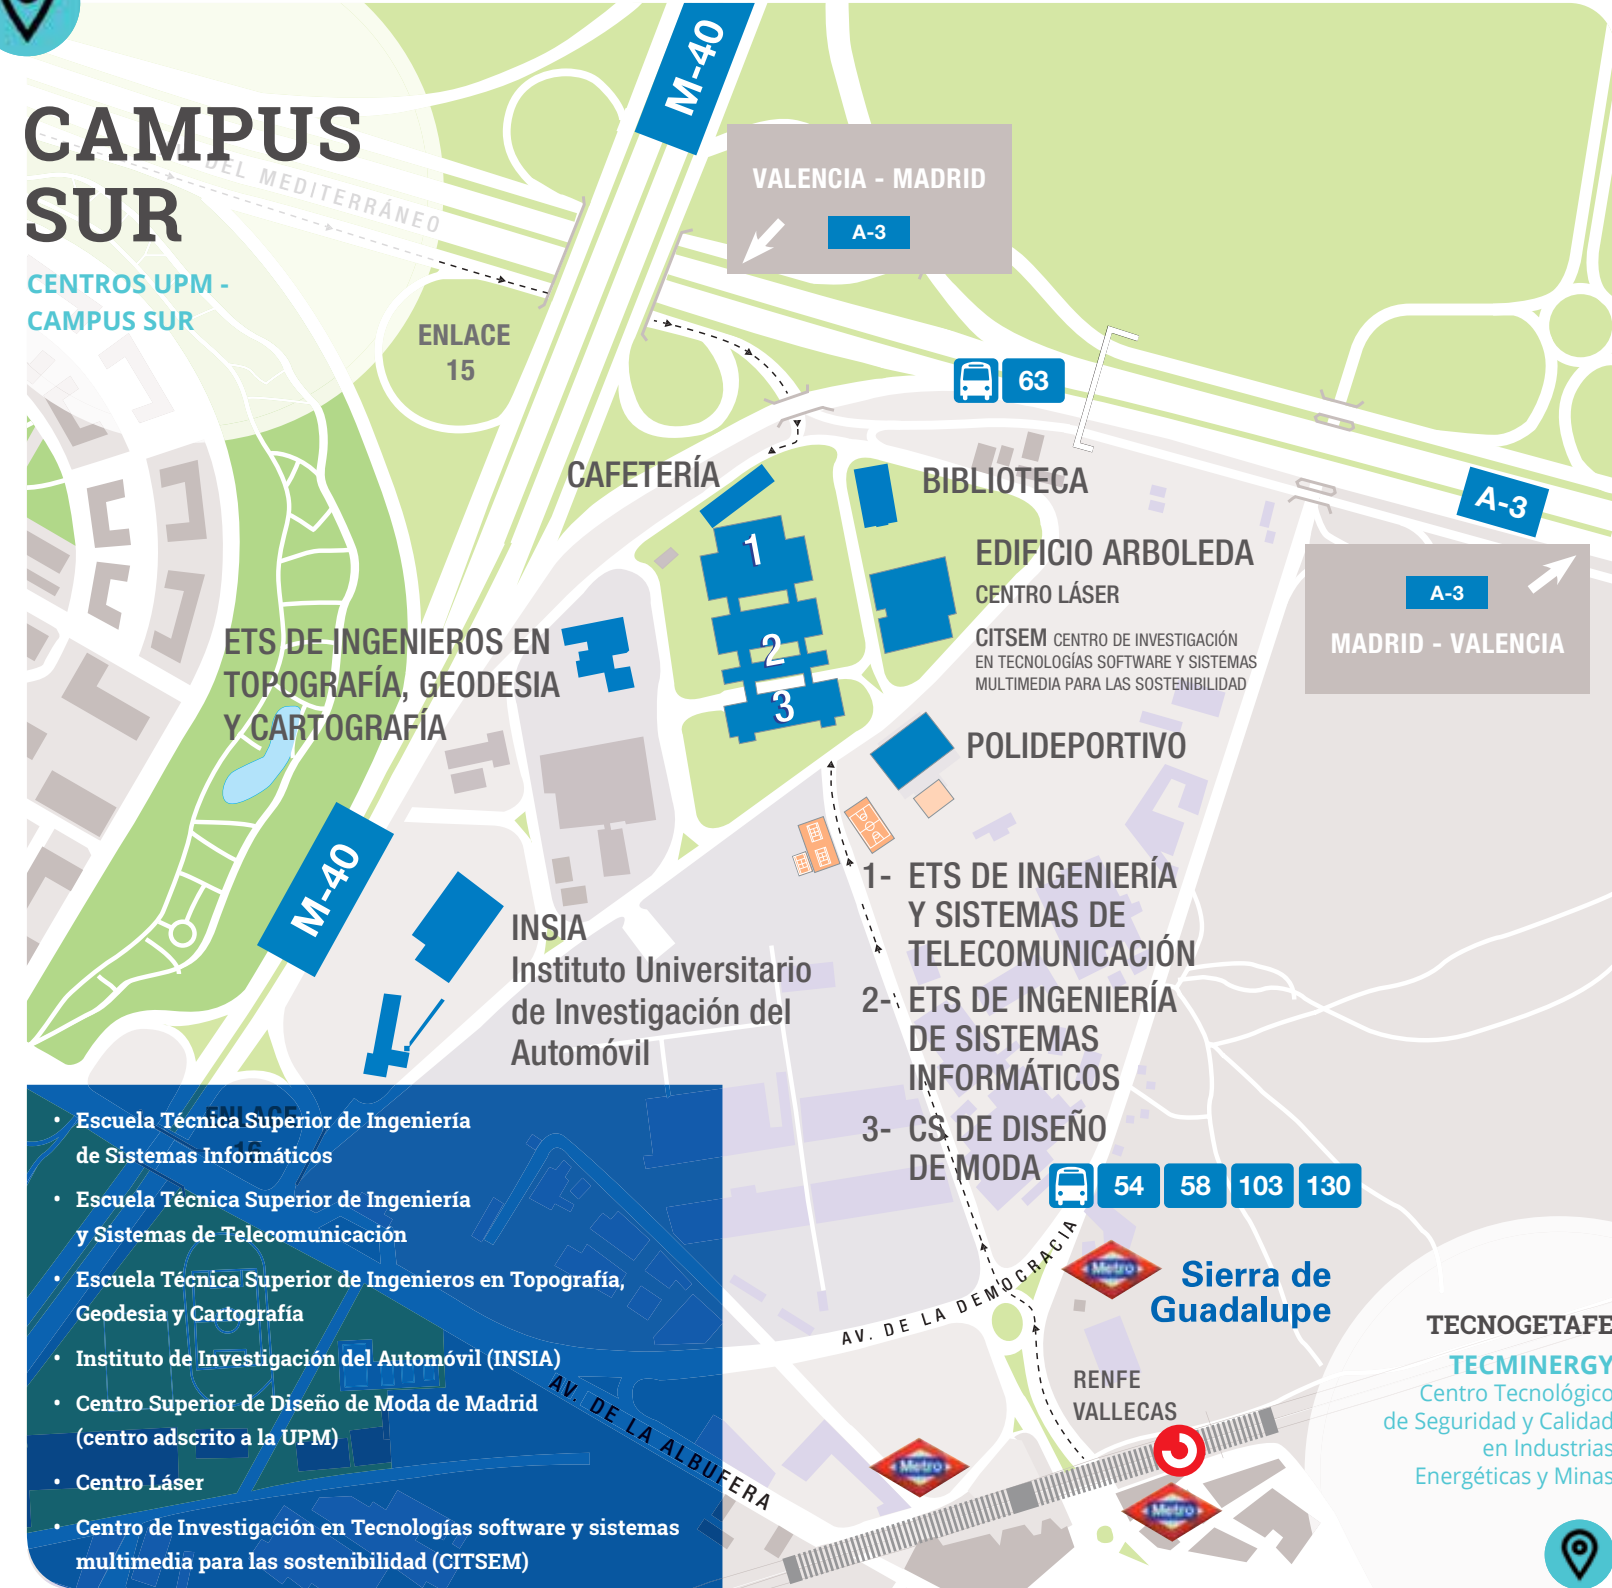 M-40
CAMPUS
SUR
DEL MEDITERRÁNEO
CENTROS UPM -
CAMPUS SUR
VALENCIA - MADRID
A-3
ENLACE
15
63
CAFETERÍA
BIBLIOTECA
A-3
EDIFICIO ARBOLEDA
CENTRO LÁSER
CITSEM CENTRO DE INVESTIGACIÓN
EN TECNOLOGÍAS SOFTWARE Y SISTEMAS
MULTIMEDIA PARA LAS SOSTENIBILIDAD
A-3
MADRID - VALENCIA
1
2
3
ETS DE INGENIEROS EN
TOPOGRAFÍA, GEODESIA
Y CARTOGRAFÍA
POLIDEPORTIVO
M-40
INSIA
Instituto Universitario
de Investigación del
Automóvil
1- ETS DE INGENIERÍA
Y SISTEMAS DE
TELECOMUNICACIÓN
2- ETS DE INGENIERÍA
DE SISTEMAS
INFORMÁTICOS
3- CS DE DISEÑO
DE MODA
54 58 103 130
Metro
Sierra de
Guadalupe
AV. DE LA DEMOCRACIA
RENFE
VALLECAS
Metro
Metro
AV. DE LA ALBUFERA
ENLACE
16
• Escuela Técnica Superior de Ingeniería
de Sistemas Informáticos
• Escuela Técnica Superior de Ingeniería
y Sistemas de Telecomunicación
• Escuela Técnica Superior de Ingenieros en Topografía,
Geodesia y Cartografía
• Instituto de Investigación del Automóvil (INSIA)
• Centro Superior de Diseño de Moda de Madrid
(centro adscrito a la UPM)
• Centro Láser
• Centro de Investigación en Tecnologías software y sistemas
multimedia para las sostenibilidad (CITSEM)
TECNOGETAFE
TECMINERGY
Centro Tecnológico
de Seguridad y Calidad
en Industrias
Energéticas y Minas